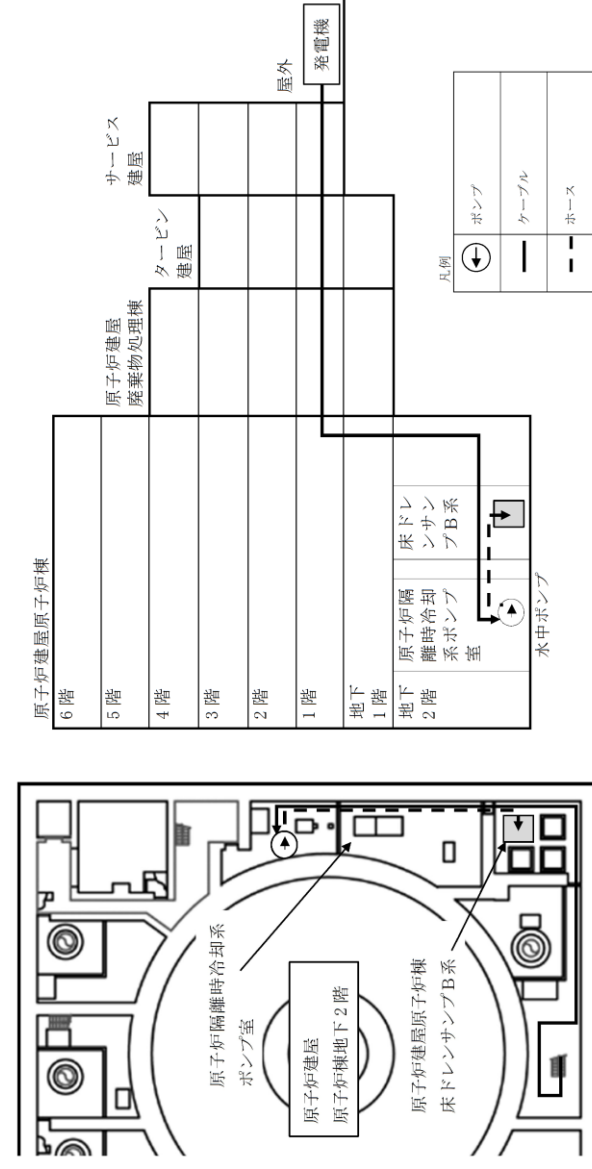 原子炉建屋原子炉棟
6階
5階
4階
3階
2階
1階
地下
1階
地下
2階
原子炉隔
離時冷却
系ポンプ
室
床ドレ
ンサン
プB系
水中ポンプ
原子炉建屋
廃棄物処理棟
タービン
建屋
サービス
建屋
屋外
発電機
凡例
ポンプ
ケーブル
ホース
原子炉隔離時冷却系
ポンプ室
原子炉建屋
原子炉棟地下2階
原子炉建屋原子炉棟
床ドレンサンプB系